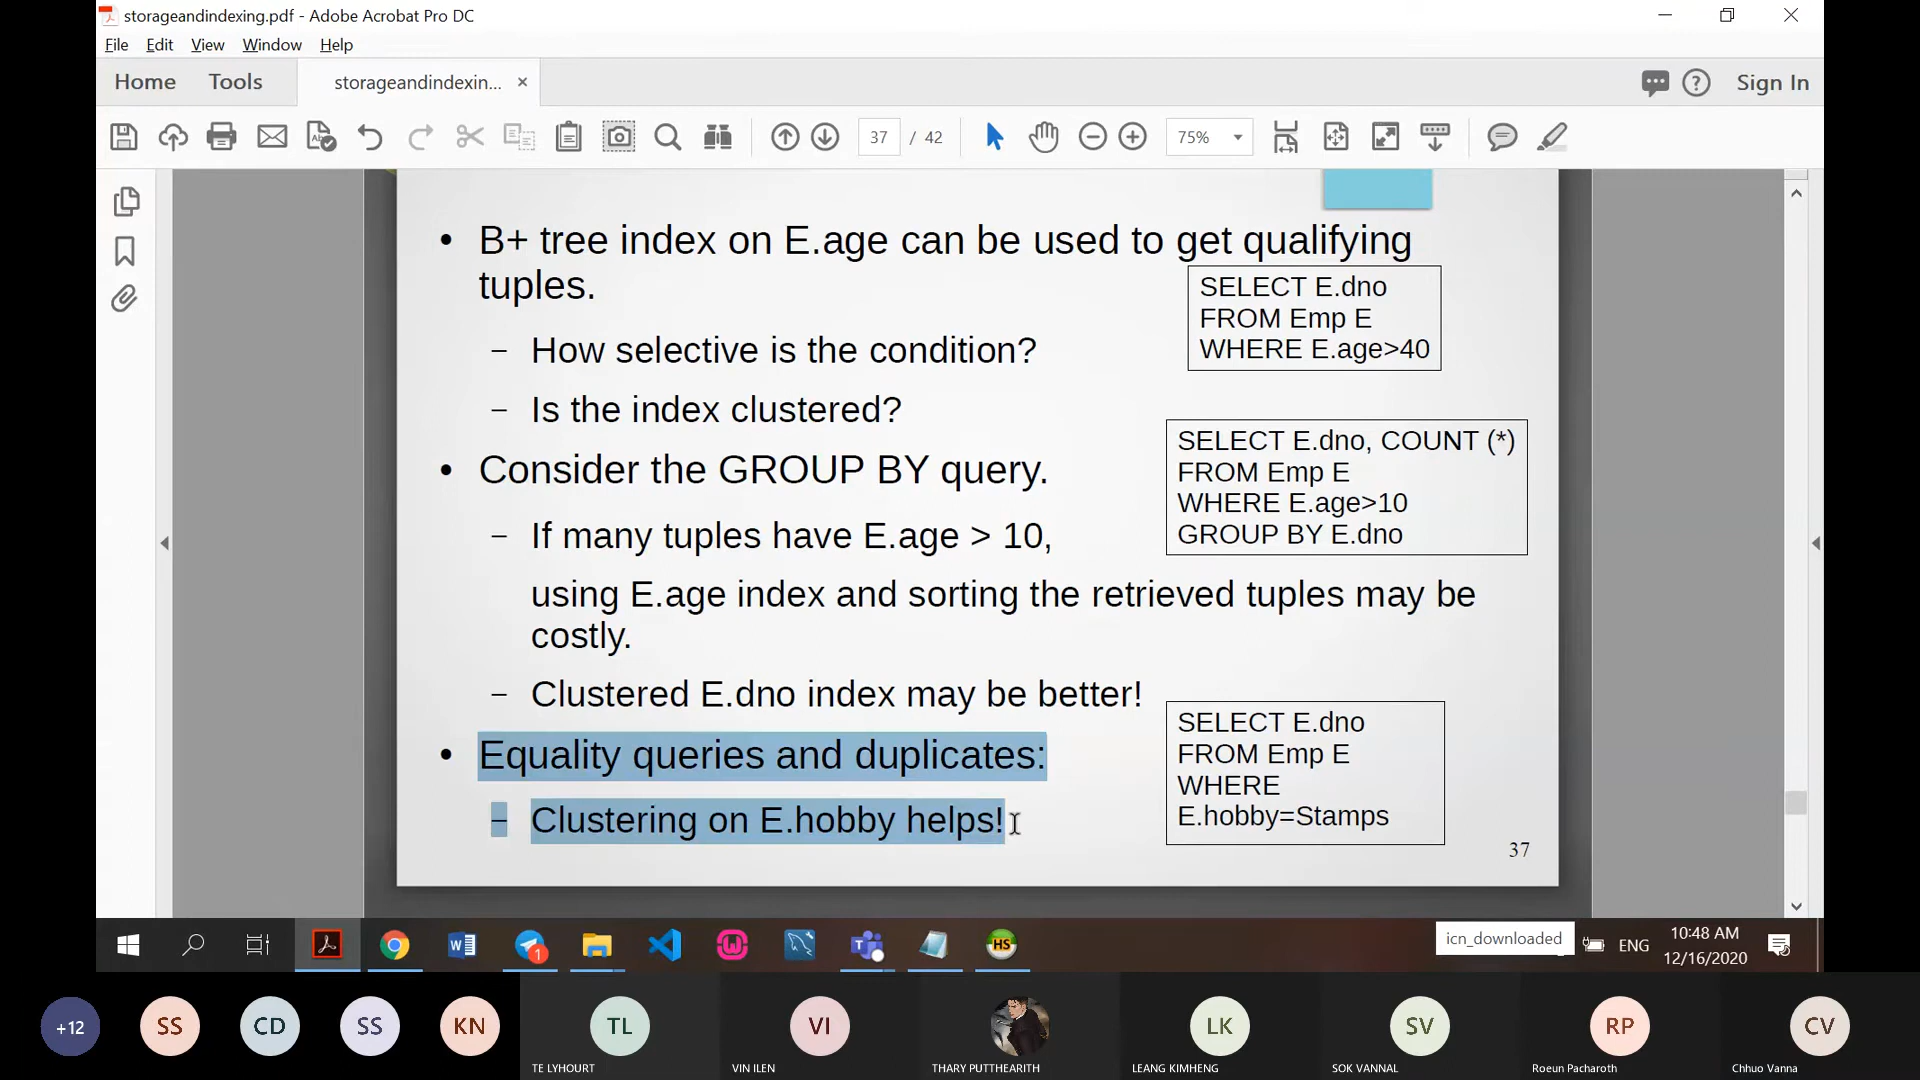 storageandindexing.pdf - Adobe Acrobat Pro DC
File Edit View Window Help
Home Tools storageandindexin... × Sign In
37 / 42 75%
• B+ tree index on E.age can be used to get qualifying
tuples.
– How selective is the condition?
– Is the index clustered?
SELECT E.dno
FROM Emp E
WHERE E.age>40
• Consider the GROUP BY query.
– If many tuples have E.age > 10,
using E.age index and sorting the retrieved tuples may be
costly.
– Clustered E.dno index may be better!
SELECT E.dno, COUNT (*)
FROM Emp E
WHERE E.age>10
GROUP BY E.dno
• Equality queries and duplicates:
– Clustering on E.hobby helps!
SELECT E.dno
FROM Emp E
WHERE
E.hobby=Stamps
37
icn_downloaded
ENG
10:48 AM
12/16/2020
1
HS
+12 SS CD SS KN TL VI LK SV RP CV
TE LYHOURT VIN ILEN THARY PUTTHEARITH LEANG KIMHENG SOK VANNAL Roeun Pacharoth Chhuo Vanna